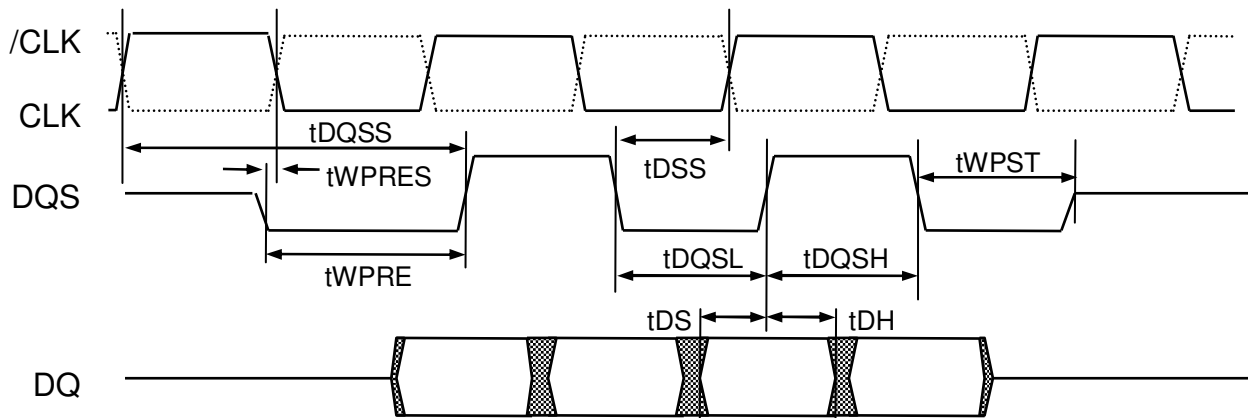 /CLK
CLK
tDQSS
tWPRES
tDSS
tWPST
DQS
tWPRE
tDQSL
tDQSH
tDS
tDH
DQ